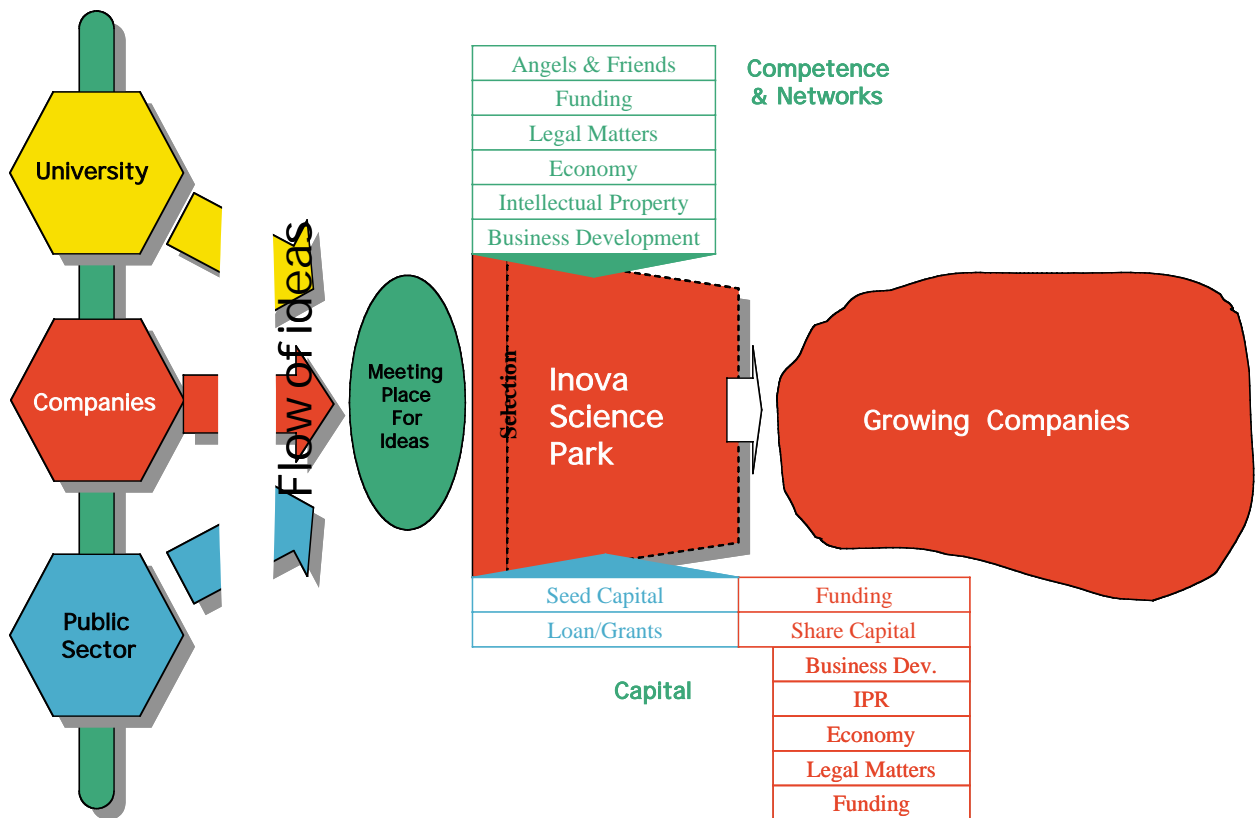 University
Companies
Public
Sector
Flow of ideas
Meeting
Place
For
Ideas
Angels & Friends
Funding
Legal Matters
Economy
Intellectual Property
Business Development
Competence
& Networks
Selection
Inova
Science
Park
Growing Companies
Seed Capital
Loan/Grants
Capital
Funding
Share Capital
Business Dev.
IPR
Economy
Legal Matters
Funding